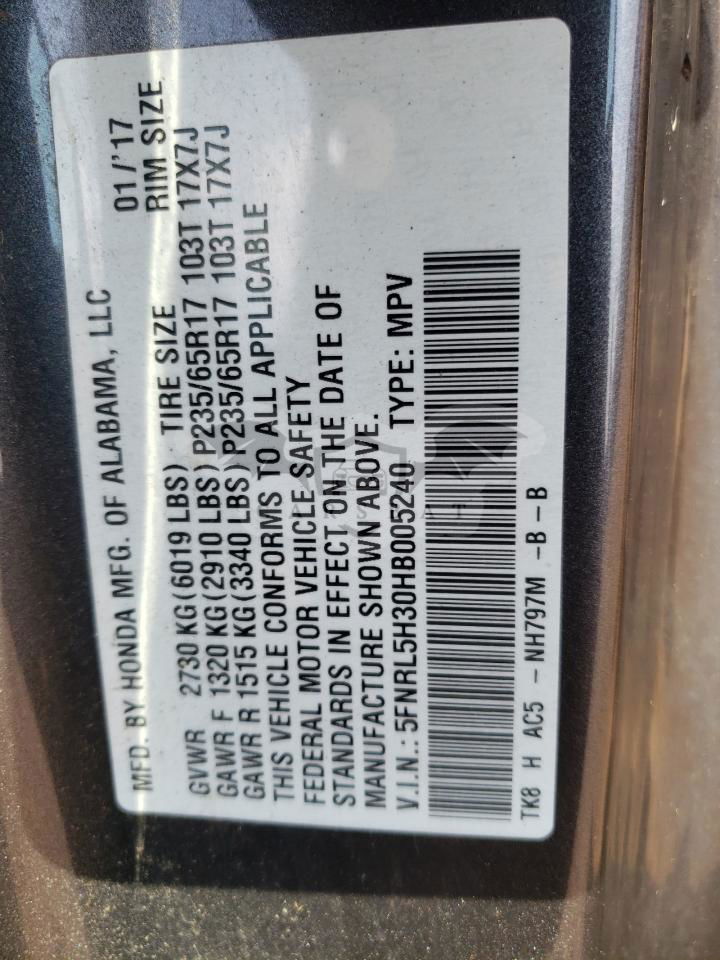 MFD. BY HONDA MFG. OF ALABAMA, LLC 01/'17
GVWR 2730 KG (6019 LBS) TIRE SIZE RIM SIZE
GAWR F 1320 KG (2910 LBS) P235/65R17 103T 17X7J
GAWR R 1515 KG (3340 LBS) P235/65R17 103T 17X7J
THIS VEHICLE CONFORMS TO ALL APPLICABLE
FEDERAL MOTOR VEHICLE SAFETY
STANDARDS IN EFFECT ON THE DATE OF
MANUFACTURE SHOWN ABOVE.
V.I.N.: 5FNRL5H30HB005240 TYPE: MPV
TK8 H AC5 - NH797M -B -B